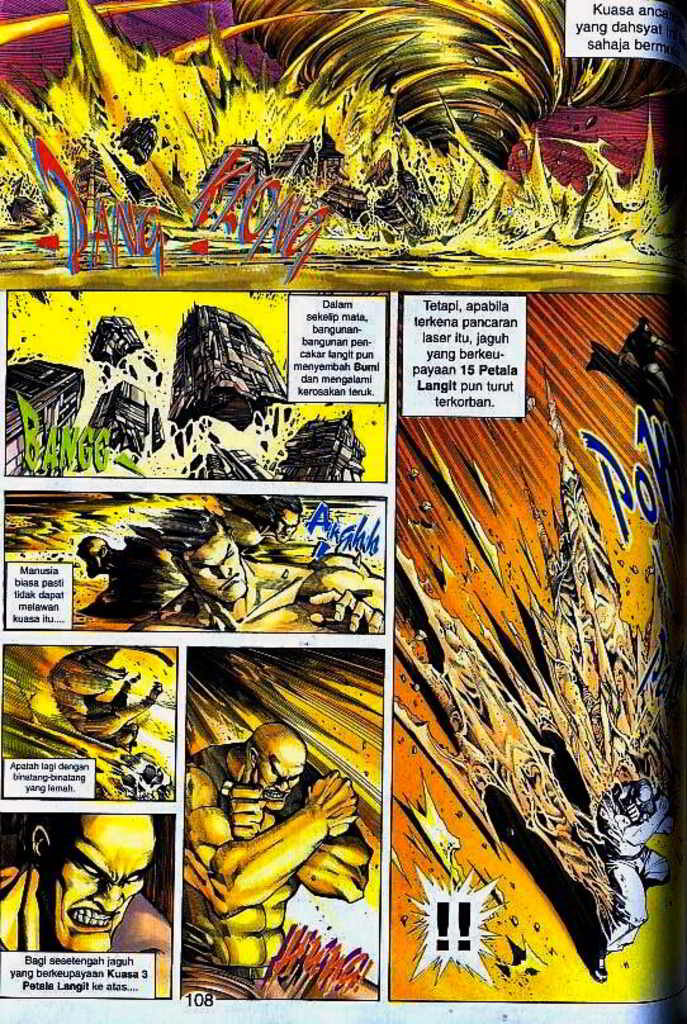 Kuasa
yang dahsyat
sahaja
DANG
KLONG
Dalam
sekelip mata,
bangunan-
bangunan pen-
cakar langit pun
menyembah Bumi
dan mengalami
kerosakan teruk.
BANGG
Tetapi, apabila
terkena pancaran
laser itu, jaguh
yang berkeu-
payaan 15 Petala
Langit pun turut
terkorban.
Manusia
biasa pasti
tidak dapat
melawan
kuasa itu....
Apatah lagi dengan
binatang-binatang
yang lemah.
Bagi sesetengah jaguh
yang berkeupayaan Kuasa 3
Petala Langit ke atas....
!!
108